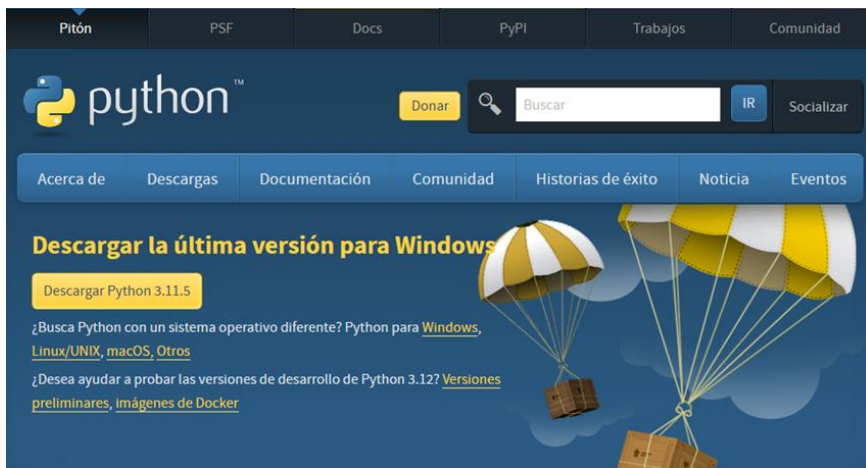 Pitón
PSF
Docs
PyPI
Trabajos
Comunidad
python™
Donar
Buscar
IR
Socializar
Acerca de
Descargas
Documentación
Comunidad
Historias de éxito
Noticia
Eventos
Descargar la última versión para Windows
Descargar Python 3.11.5
¿Busca Python con un sistema operativo diferente? Python para Windows,
Linux/UNIX, macOS, Otros
¿Desea ayudar a probar las versiones de desarrollo de Python 3.12? Versiones
preliminares, imágenes de Docker